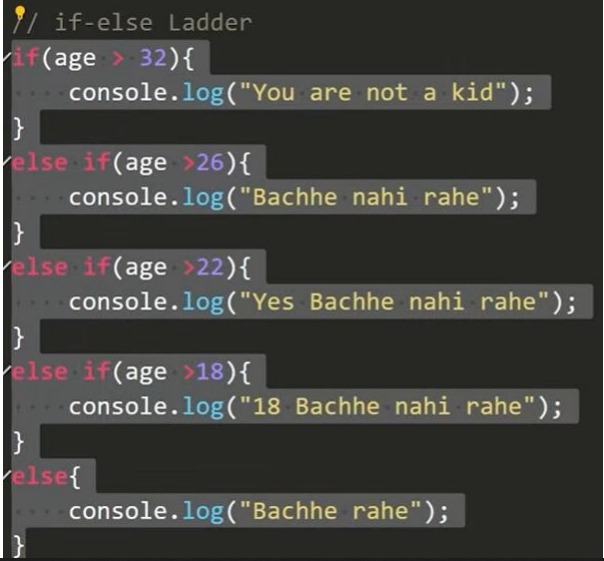 // if-else Ladder
if(age > 32){
    console.log("You are not a kid");
}
else if(age >26){
    console.log("Bachhe nahi rahe");
}
else if(age >22){
    console.log("Yes Bachhe nahi rahe");
}
else if(age >18){
    console.log("18 Bachhe nahi rahe");
}
else{
    console.log("Bachhe rahe");
}